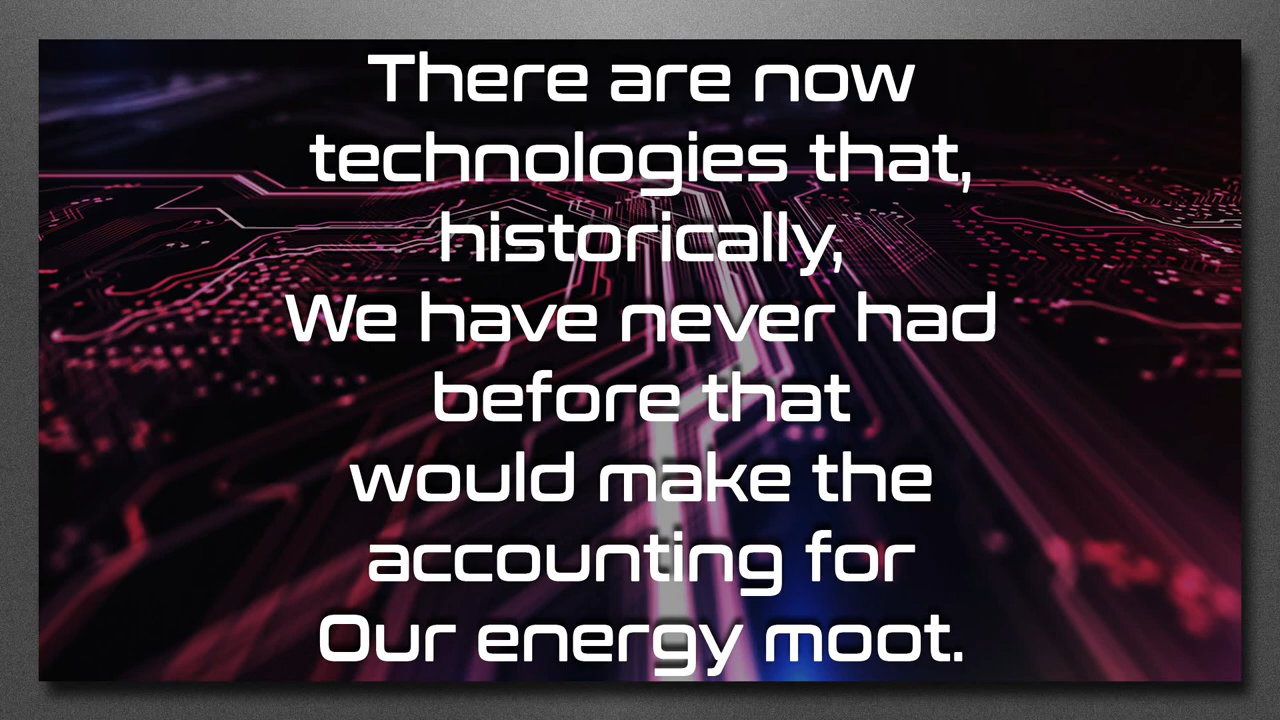 There are now
technologies that,
historically,
We have never had
before that
would make the
accounting for
Our energy moot.